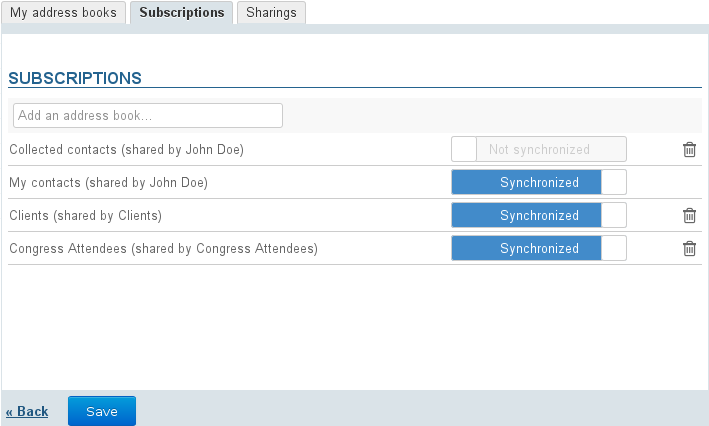 My address books Subscriptions Sharings
SUBSCRIPTIONS
Add an address book...
Collected contacts (shared by John Doe) Not synchronized
My contacts (shared by John Doe) Synchronized
Clients (shared by Clients) Synchronized
Congress Attendees (shared by Congress Attendees) Synchronized
« Back Save